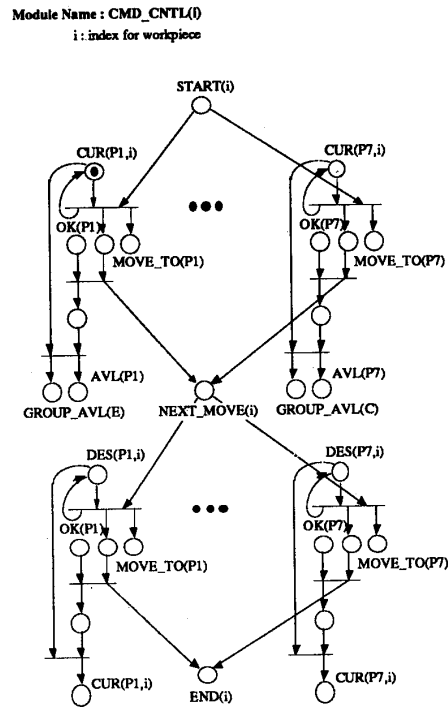 Module Name : CMD_CNTL(i)
i : index for workpiece
START(i)
CUR(P1,i)
CUR(P7,i)
OK(P1)
OK(P7)
MOVE_TO(P1)
MOVE_TO(P7)
AVL(P1)
AVL(P7)
GROUP_AVL(E)
NEXT_MOVE(i)
GROUP_AVL(C)
DES(P1,i)
DES(P7,i)
OK(P1)
OK(P7)
MOVE_TO(P1)
MOVE_TO(P7)
CUR(P1,i)
CUR(P7,i)
END(i)